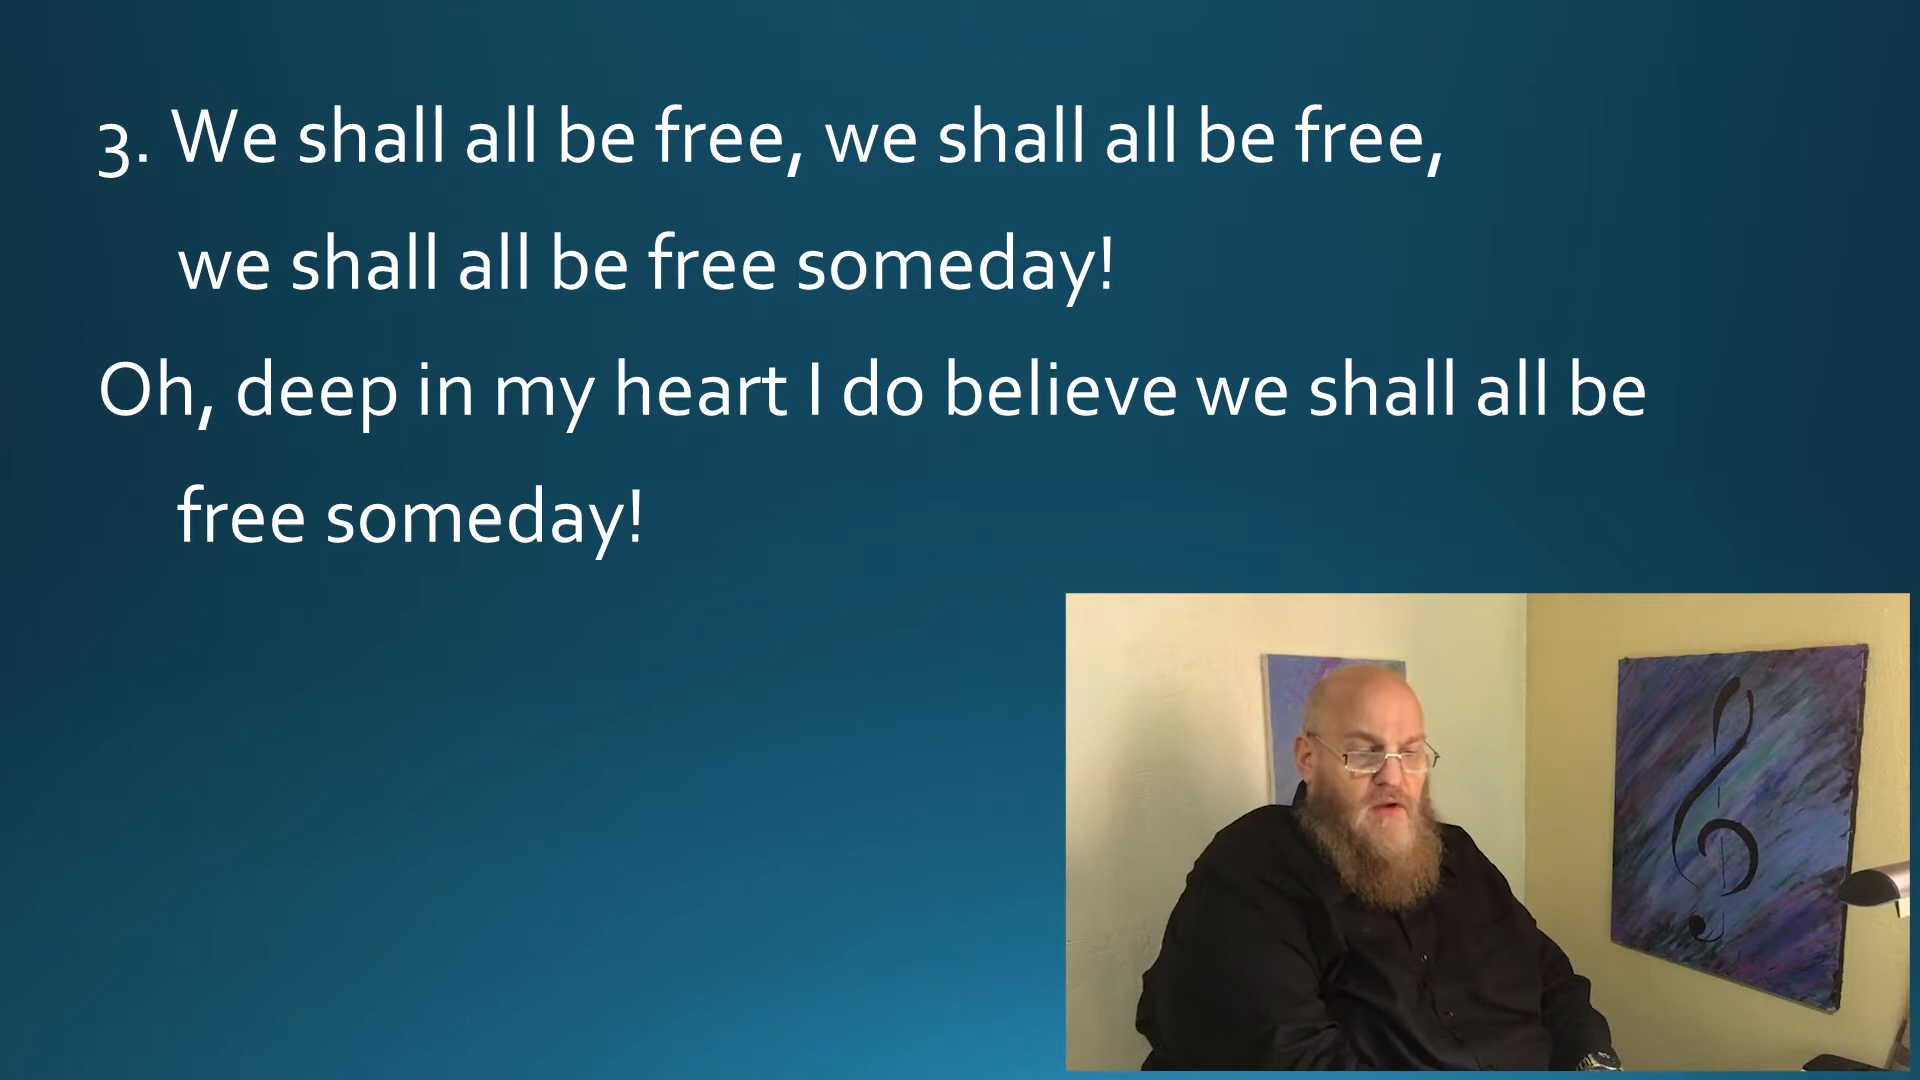 3. We shall all be free, we shall all be free,
we shall all be free someday!
Oh, deep in my heart I do believe we shall all be
free someday!